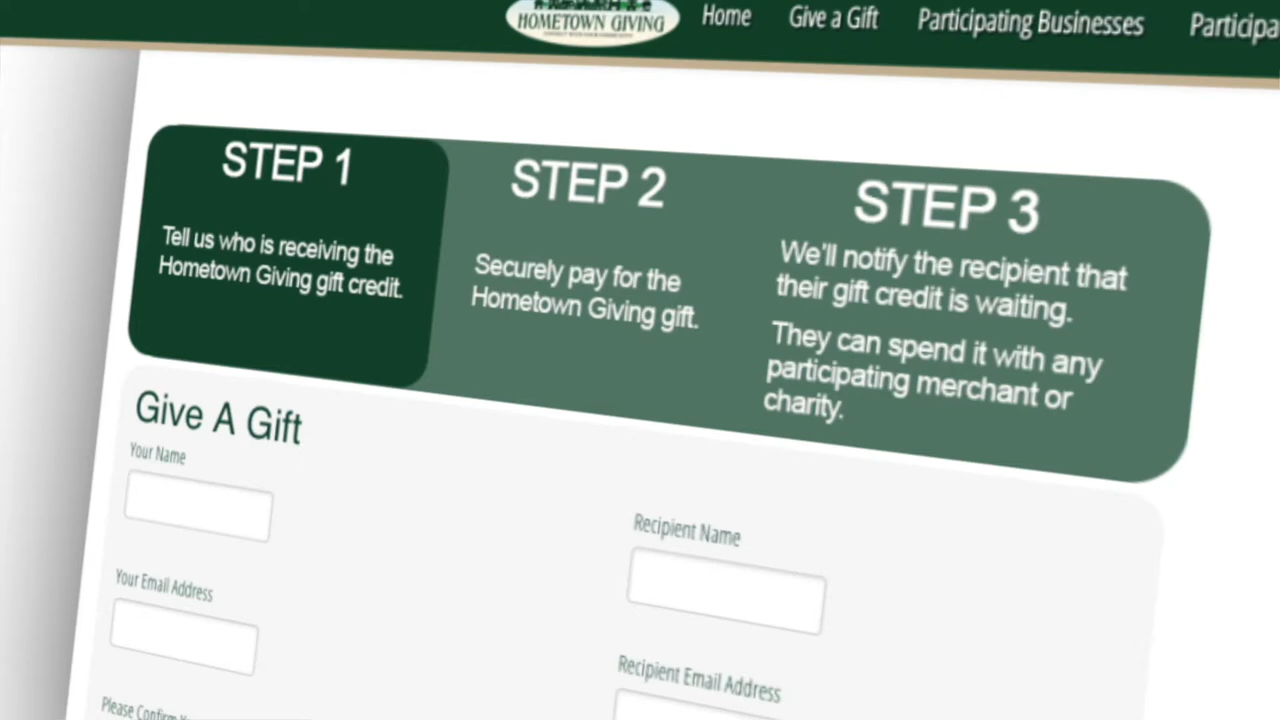 HOMETOWN GIVING
Home
Give a Gift
Participating Businesses
Participa
STEP 1
Tell us who is receiving the
Hometown Giving gift credit.
STEP 2
Securely pay for the
Hometown Giving gift.
STEP 3
We'll notify the recipient that
their gift credit is waiting.
They can spend it with any
participating merchant or
charity.
Give A Gift
Your Name
Recipient Name
Your Email Address
Recipient Email Address
Please Confirm